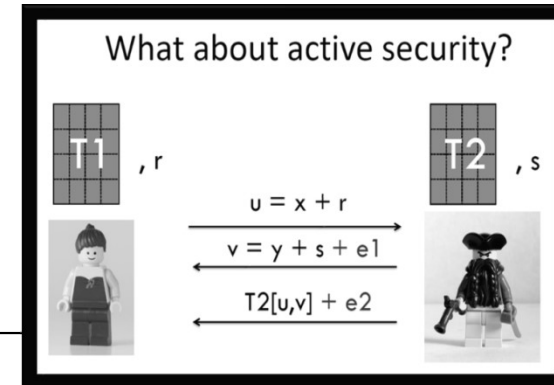 What about active security?
T1 , r
T2 , s
u = x + r
v = y + s + e1
T2[u,v] + e2